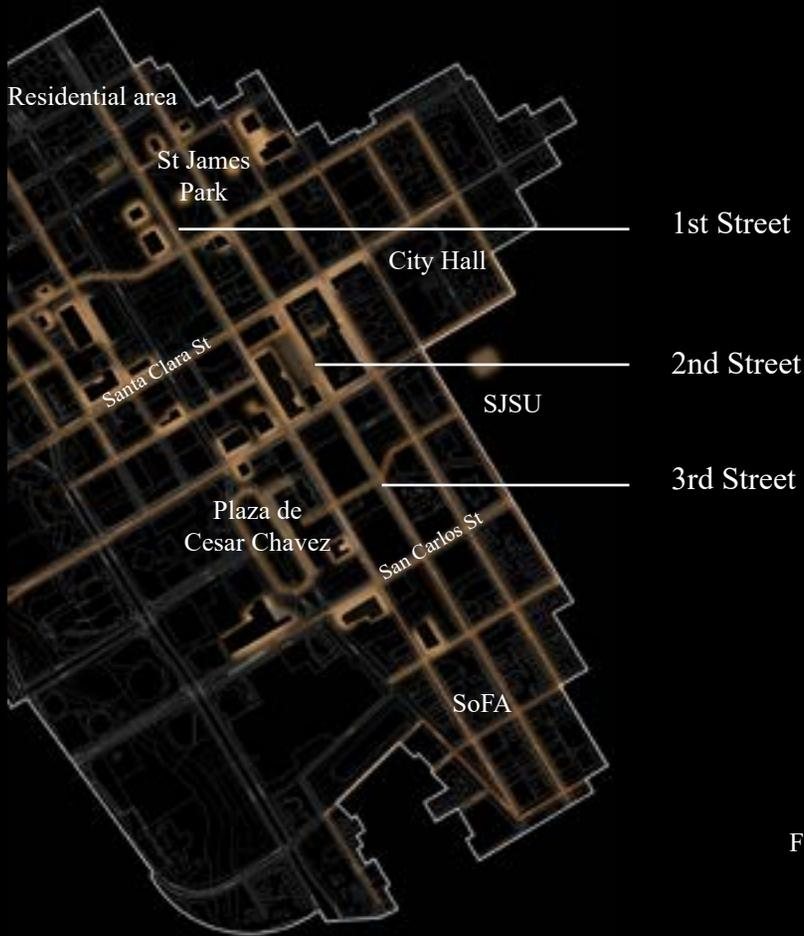 Residential area
St James
Park
1st Street
City Hall
Santa Clara St
2nd Street
SJSU
3rd Street
Plaza de
Cesar Chavez
San Carlos St
SoFA
F